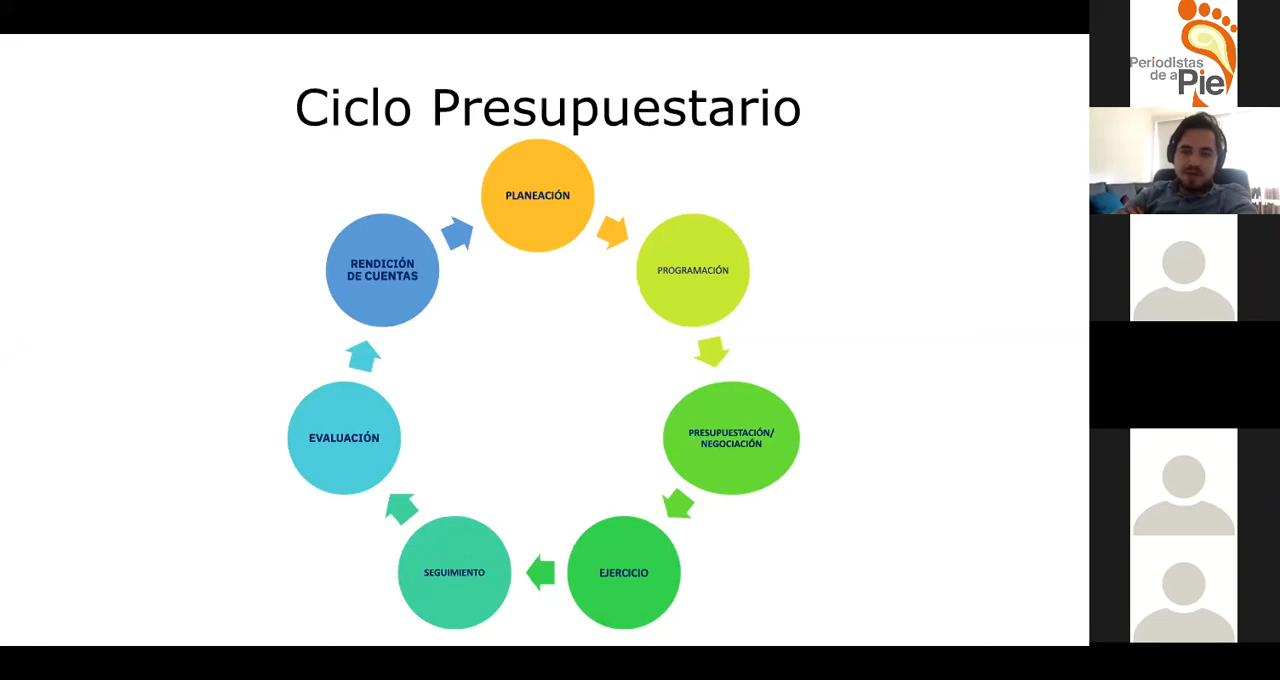 Ciclo Presupuestario
PLANEACIÓN
PROGRAMACIÓN
PRESUPUESTACIÓN/
NEGOCIACIÓN
EJERCICIO
SEGUIMIENTO
EVALUACIÓN
RENDICIÓN
DE CUENTAS
Periodistas
de a Pie